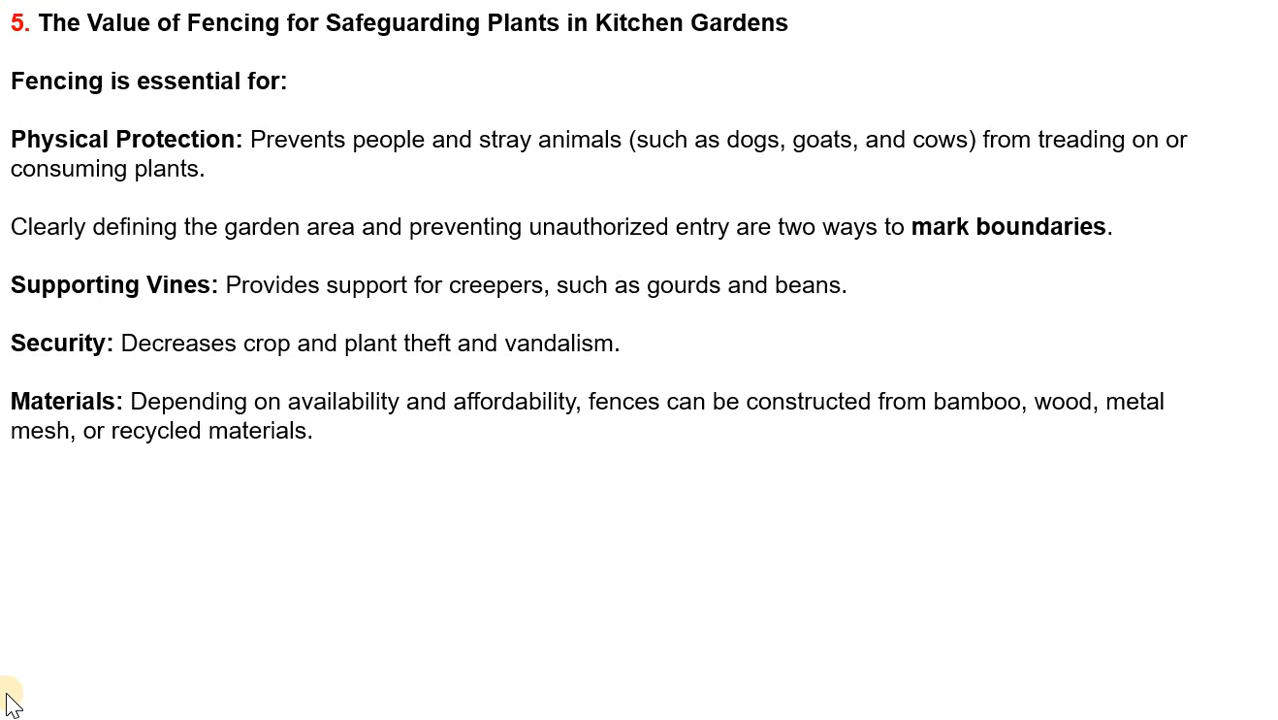 5. The Value of Fencing for Safeguarding Plants in Kitchen Gardens
Fencing is essential for:
Physical Protection: Prevents people and stray animals (such as dogs, goats, and cows) from treading on or
consuming plants.
Clearly defining the garden area and preventing unauthorized entry are two ways to mark boundaries.
Supporting Vines: Provides support for creepers, such as gourds and beans.
Security: Decreases crop and plant theft and vandalism.
Materials: Depending on availability and affordability, fences can be constructed from bamboo, wood, metal
mesh, or recycled materials.